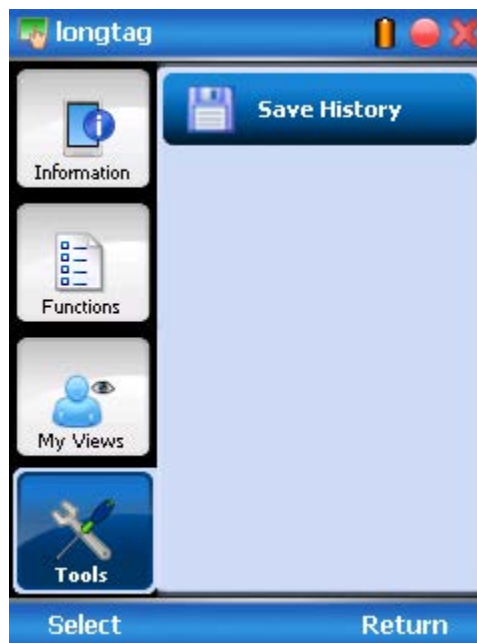 longtag
Save History
Information
Functions
My Views
Tools
Select
Return